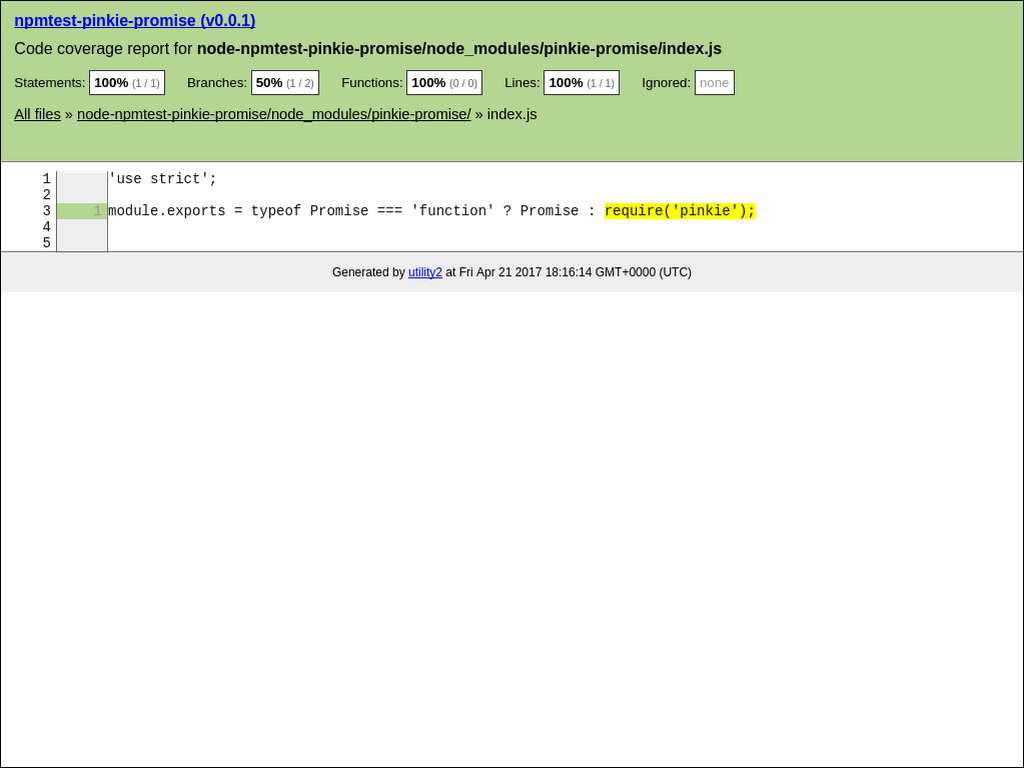 npmtest-pinkie-promise (v0.0.1)
Code coverage report for node-npmtest-pinkie-promise/node_modules/pinkie-promise/index.js
Statements: 100% (1 / 1) Branches: 50% (1 / 2) Functions: 100% (0 / 0) Lines: 100% (1 / 1) Ignored: none
All files » node-npmtest-pinkie-promise/node_modules/pinkie-promise/ » index.js
1 'use strict';
2
3 1 module.exports = typeof Promise === 'function' ? Promise : require('pinkie');
4
5
Generated by utility2 at Fri Apr 21 2017 18:16:14 GMT+0000 (UTC)